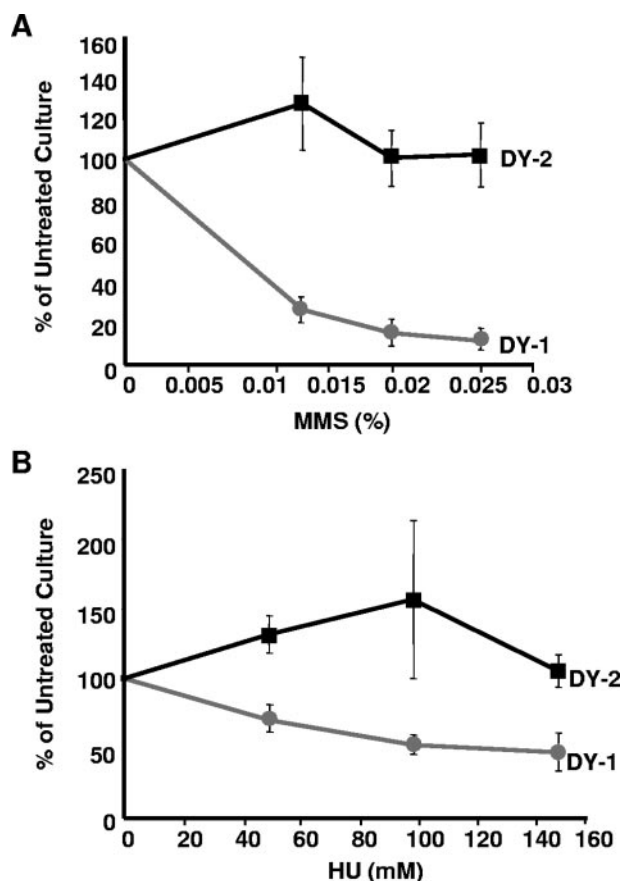 A
% of Untreated Culture
160
140
120
100
80
60
40
20
0
DY-2
DY-1
0 0.005 0.01 0.015 0.02 0.025 0.03
MMS (%)
B
% of Untreated Culture
250
200
150
100
50
0
DY-2
DY-1
0 20 40 60 80 100 120 140 160
HU (mM)